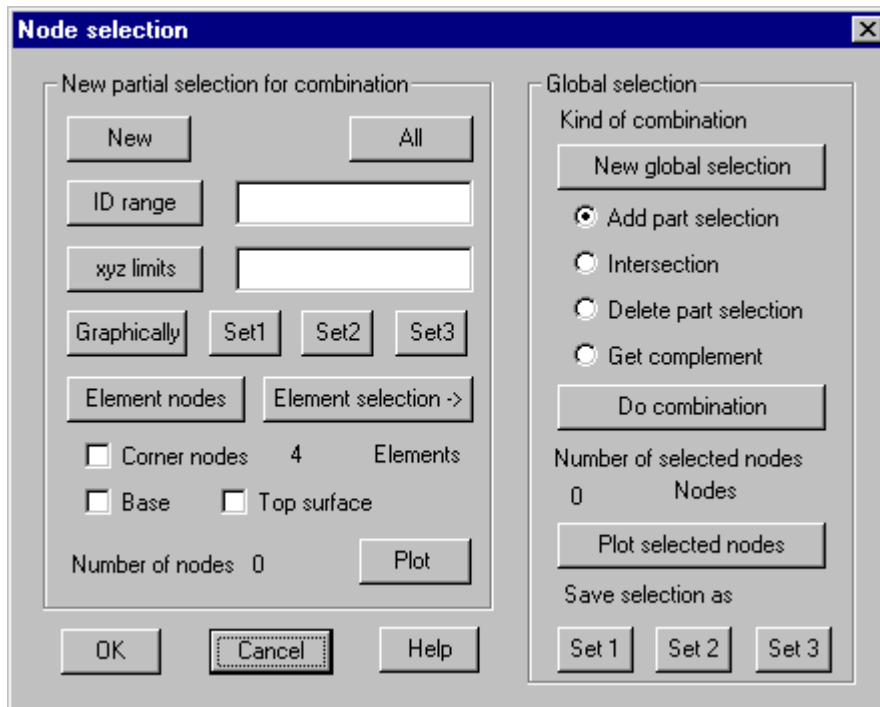 Node selection
New partial selection for combination
New All
ID range
xyz limits
Graphically Set1 Set2 Set3
Element nodes Element selection ->
Corner nodes 4 Elements
Base Top surface
Number of nodes 0 Plot
OK Cancel Help
Global selection
Kind of combination
New global selection
Add part selection
Intersection
Delete part selection
Get complement
Do combination
Number of selected nodes
0 Nodes
Plot selected nodes
Save selection as
Set 1 Set 2 Set 3